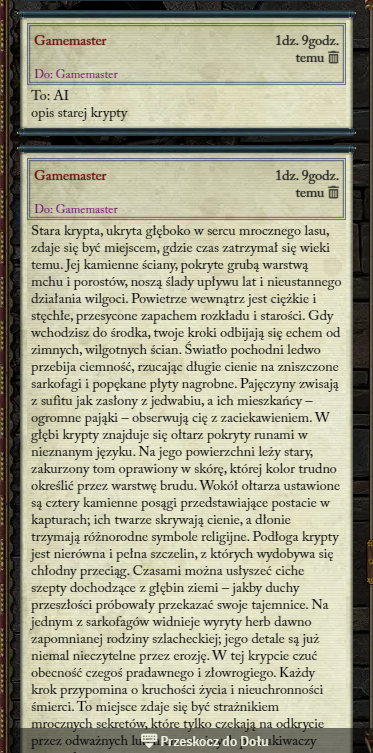 Gamemaster
1dz. 9godz.
temu
Do: Gamemaster
To: AI
opis starej krypty
Gamemaster
1dz. 9godz.
temu
Do: Gamemaster
Stara krypta, ukryta głęboko w sercu mrocznego lasu,
zdaje się być miejscem, gdzie czas zatrzymał się wieki
temu. Jej kamienne ściany, pokryte grubą warstwą
mchu i porostów, noszą ślady upływu lat i nieustannego
działania wilgoci. Powietrze wewnątrz jest ciężkie i
stęchłe, przesycone zapachem rozkładu i starości. Gdy
wchodzisz do środka, twoje kroki odbijają się echem od
zimnych, wilgotnych ścian. Światło pochodni ledwo
przebija ciemność, rzucając długie cienie na zniszczone
sarkofagi i popękane płyty nagrobne. Pajęczyny zwisają
z sufitu jak zasłony z jedwabiu, a ich mieszkańcy –
ogromne pająki – obserwują cię z zaciekawieniem. W
głębi krypty znajduje się ołtarz pokryty runami w
nieznanym języku. Na jego powierzchni leży stary,
zakurzony tom oprawiony w skórę, której kolor trudno
określić przez warstwę brudu. Wokół ołtarza ustawione
są cztery kamienne posągi przedstawiające postacie w
kapturach; ich twarze skrywają cienie, a dłonie
trzymają różnorodne symbole religijne. Podłoga krypty
jest nierówna i pełna szczelin, z których wydobywa się
chłodny przeciąg. Czasami można usłyszeć ciche
szepty dochodzące z głębin ziemi – jakby duchy
przeszłości próbowały przekazać swoje tajemnice. Na
jednym z sarkofagów widnieje wyryty herb dawno
zapomnianej rodziny szlacheckiej; jego detale są już
niemal nieczytelne przez erozję. W tej krypcie czuć
obecność czegoś pradawnego i złowrogiego. Każdy
krok przypomina o kruchości życia i nieuchronności
śmierci. To miejsce zdaje się być strażnikiem
mrocznych sekretów, które tylko czekają na odkrycie
przez odważnych
Przeskocz do Dołu